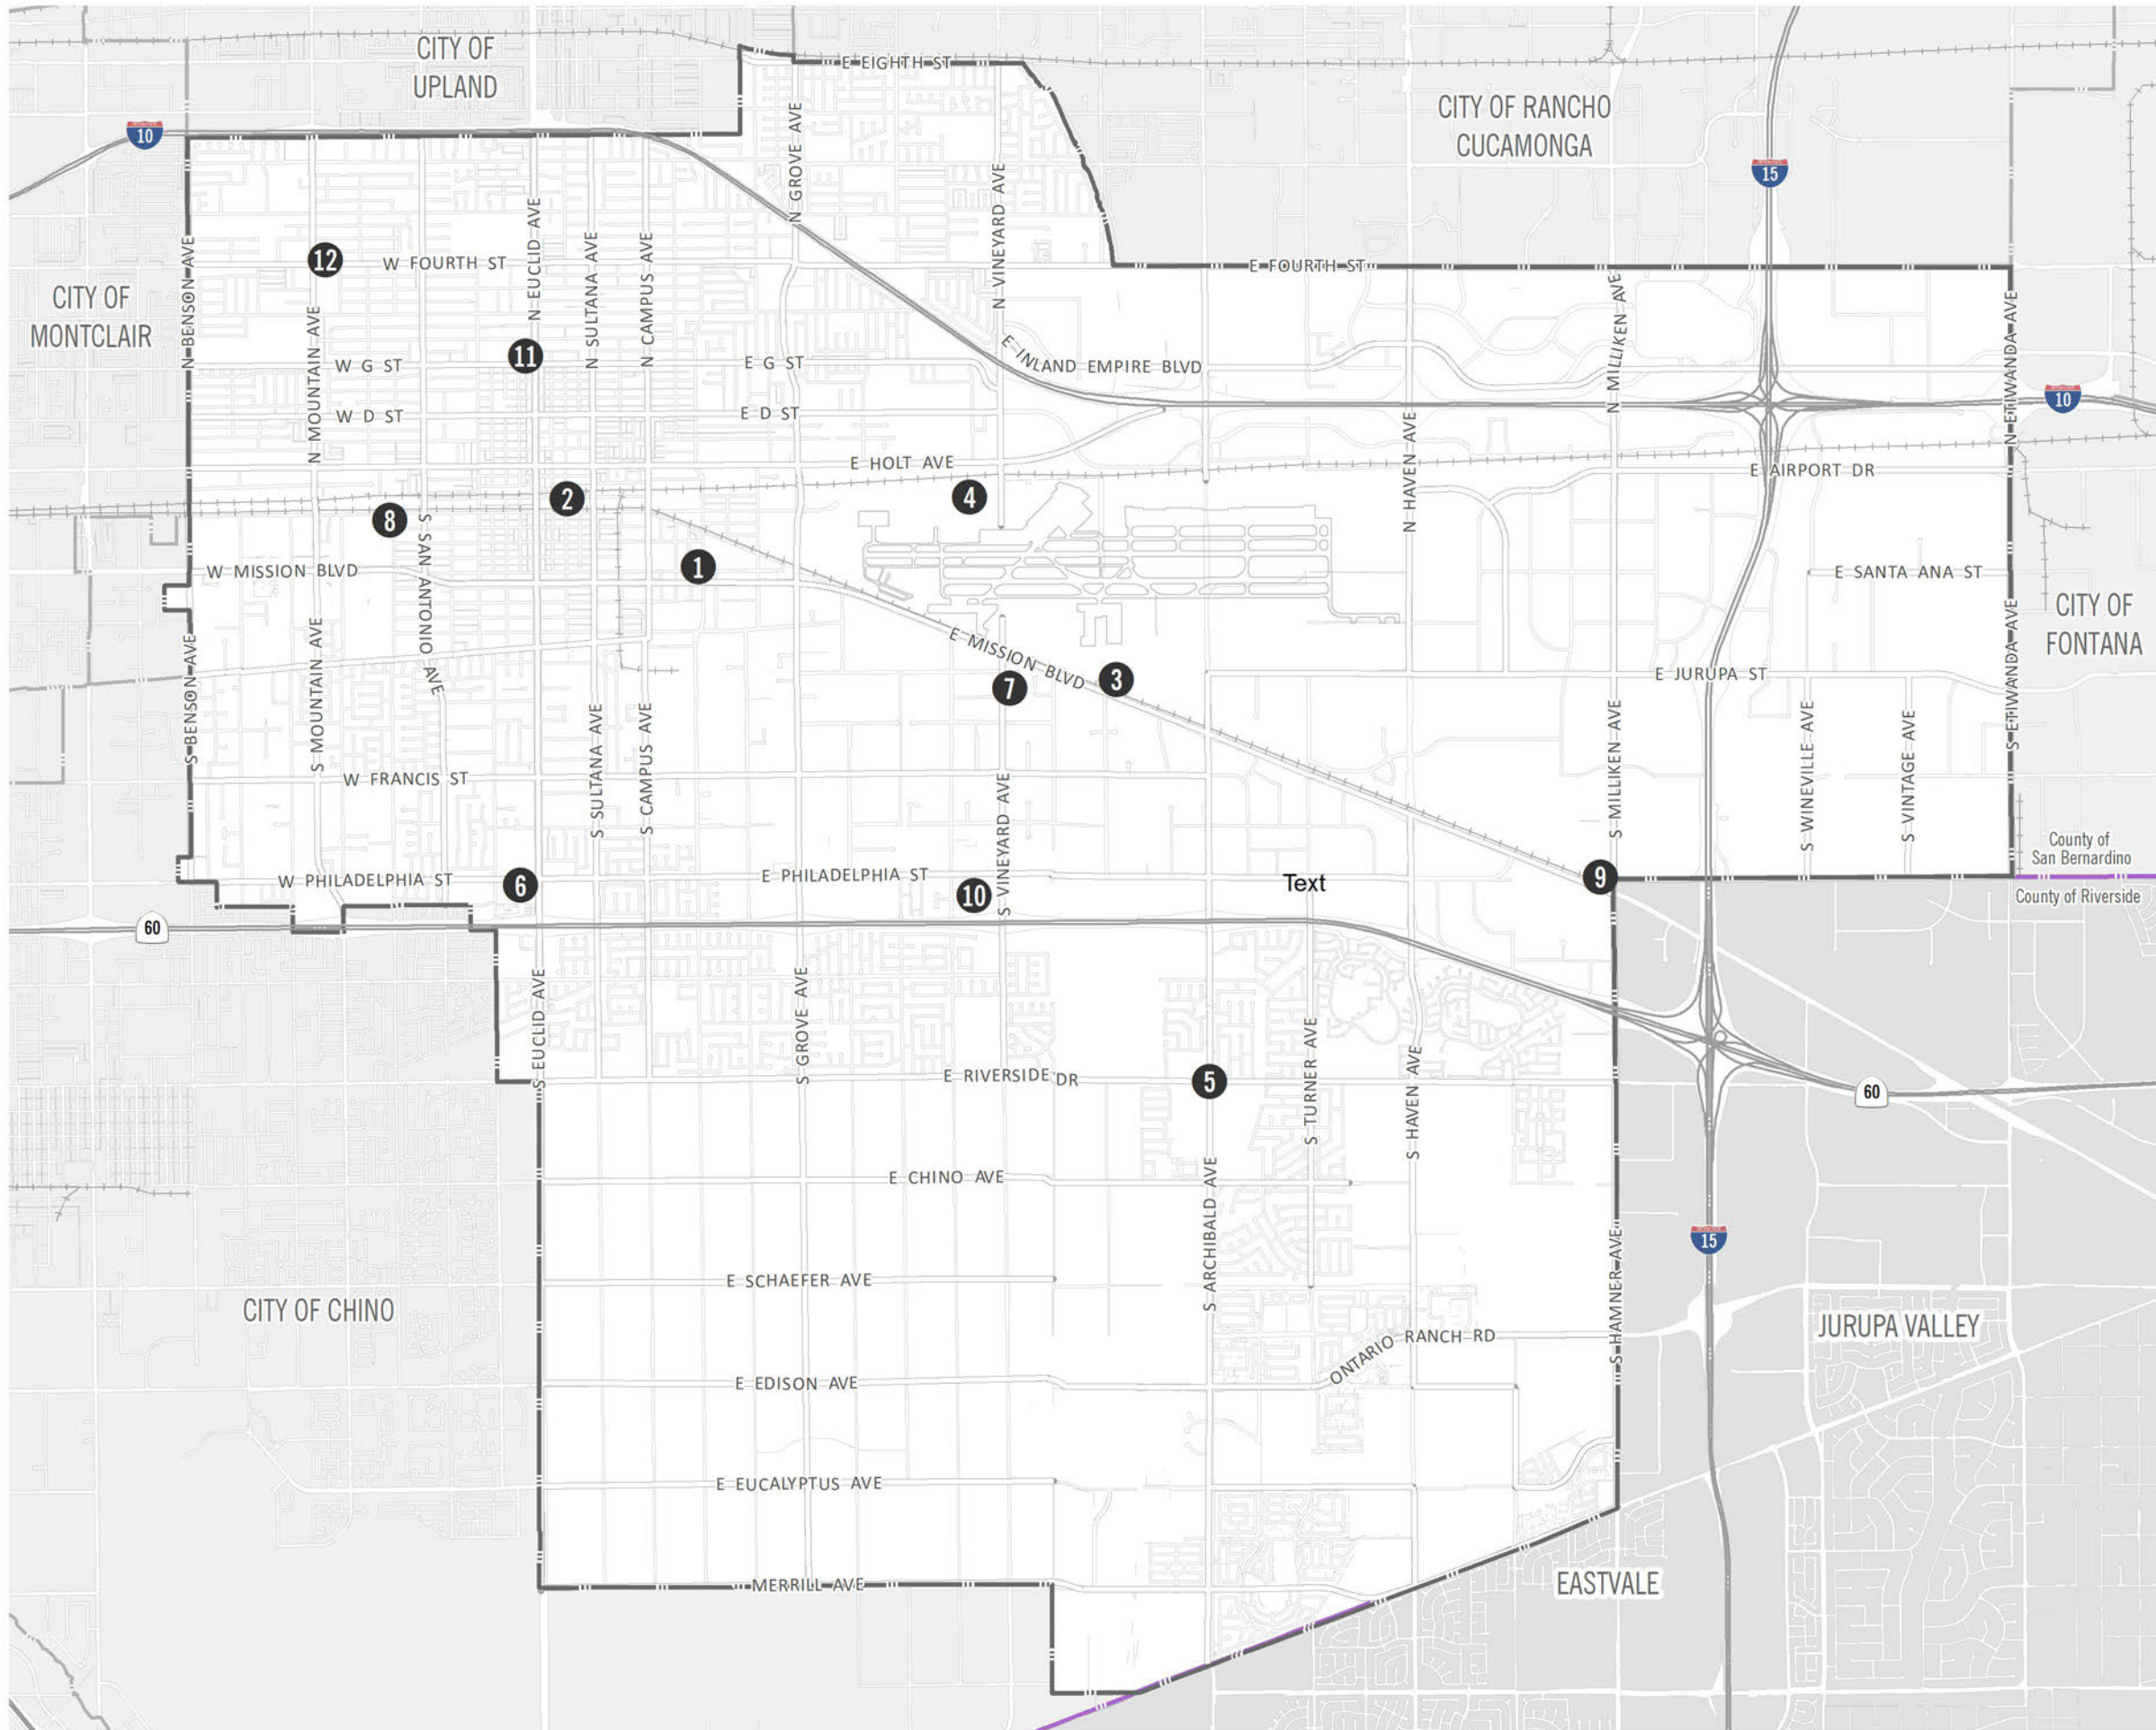 CITY OF
UPLAND
E EIGHTH ST
CITY OF RANCHO
CUCAMONGA
10
15
N GROVE AVE
N VINEYARD AVE
N EUCLID AVE
N SULTANA AVE
N CAMPUS AVE
N BENSON AVE
12
W FOURTH ST
E FOURTH ST
CITY OF
MONTCLAIR
N MOUNTAIN AVE
N MILLIKEN AVE
N ETIWANDA AVE
11
W G ST
E G ST
E INLAND EMPIRE BLVD
10
W D ST
E D ST
N HAVEN AVE
E HOLT AVE
E AIRPORT DR
2
4
8
S SAN ANTONIO AVE
W MISSION BLVD
1
E SANTA ANA ST
CITY OF
FONTANA
S BENSON AVE
S MOUNTAIN AVE
E MISSION BLVD
3
7
E JURUPA ST
S ETIWANDA AVE
S SULTANA AVE
S CAMPUS AVE
S MILLIKEN AVE
S WINEVILLE AVE
S VINTAGE AVE
W FRANCIS ST
S VINEYARD AVE
County of
San Bernardino
County of Riverside
W PHILADELPHIA ST
6
E PHILADELPHIA ST
10
Text
9
60
S EUCLID AVE
S GROVE AVE
S TURNER AVE
S HAVEN AVE
E RIVERSIDE DR
5
60
E CHINO AVE
S ARCHIBALD AVE
S HAMNER AVE
15
E SCHAEFER AVE
CITY OF CHINO
JURUPA VALLEY
ONTARIO RANCH RD
E EDISON AVE
E EUCALYPTUS AVE
MERRILL AVE
EASTVALE